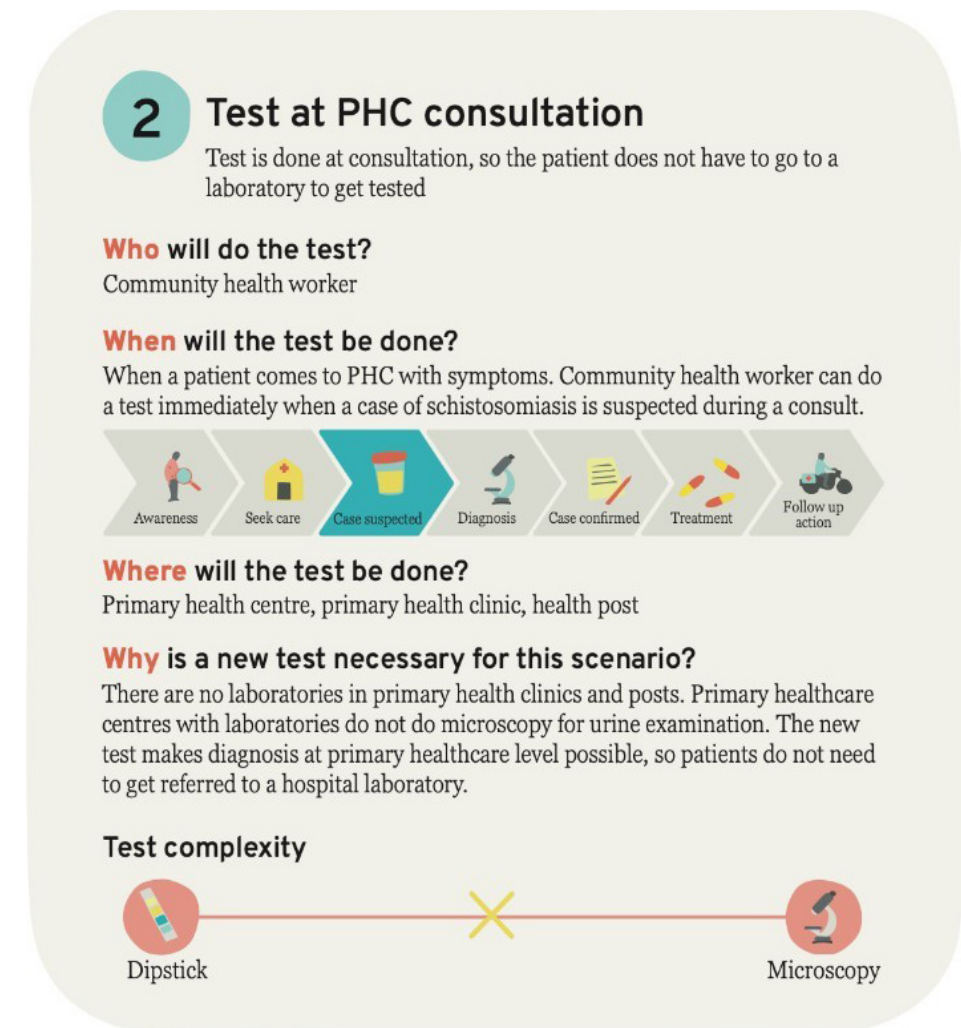 2
Test at PHC consultation
Test is done at consultation, so the patient does not have to go to a
laboratory to get tested
Who will do the test?
Community health worker
When will the test be done?
When a patient comes to PHC with symptoms. Community health worker can do
a test immediately when a case of schistosomiasis is suspected during a consult.
Awareness
Seek care
Case suspected
Diagnosis
Case confirmed
Treatment
Follow up
action
Where will the test be done?
Primary health centre, primary health clinic, health post
Why is a new test necessary for this scenario?
There are no laboratories in primary health clinics and posts. Primary healthcare
centres with laboratories do not do microscopy for urine examination. The new
test makes diagnosis at primary healthcare level possible, so patients do not need
to get referred to a hospital laboratory.
Test complexity
Dipstick
Microscopy